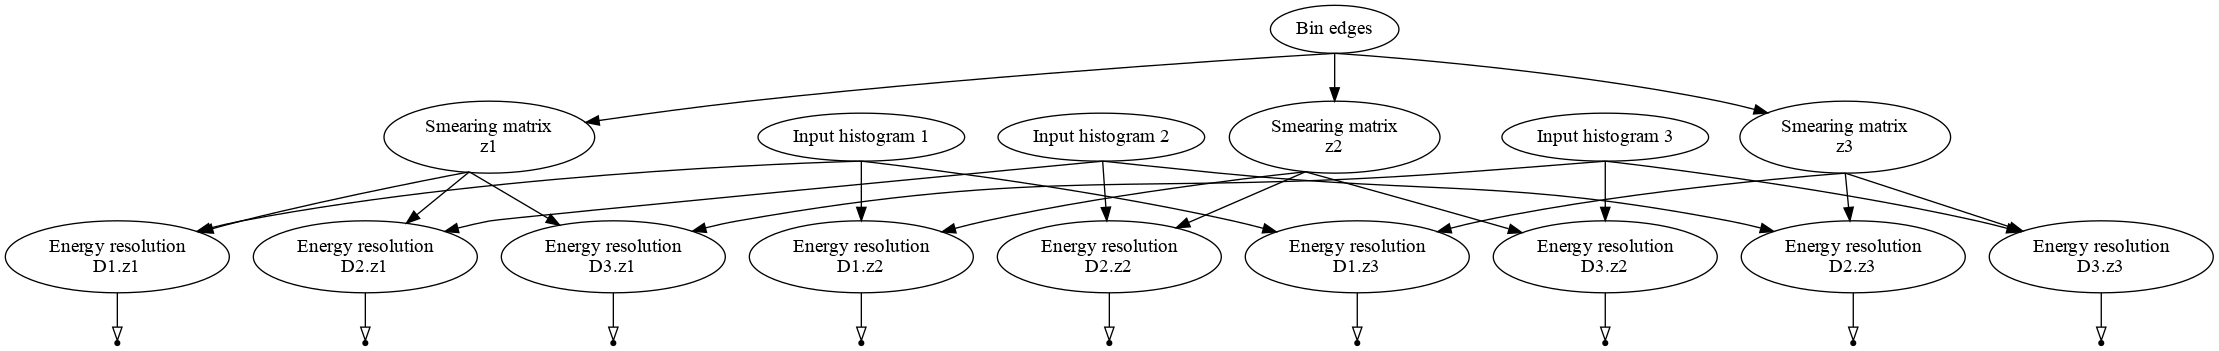 Bin edges
Smearing matrix
z1
Input histogram 1
Input histogram 2
Smearing matrix
z2
Input histogram 3
Smearing matrix
z3
Energy resolution
D1.z1
Energy resolution
D2.z1
Energy resolution
D3.z1
Energy resolution
D1.z2
Energy resolution
D2.z2
Energy resolution
D1.z3
Energy resolution
D3.z2
Energy resolution
D2.z3
Energy resolution
D3.z3